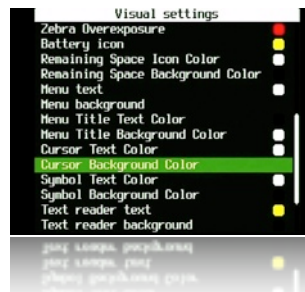 Visual settings
Zebra Overexposure
Battery icon
Remaining Space Icon Color
Remaining Space Background Color
Menu text
Menu background
Menu Title Text Color
Menu Title Background Color
Cursor Text Color
Cursor Background Color
Symbol Text Color
Symbol Background Color
Text reader text
Text reader background